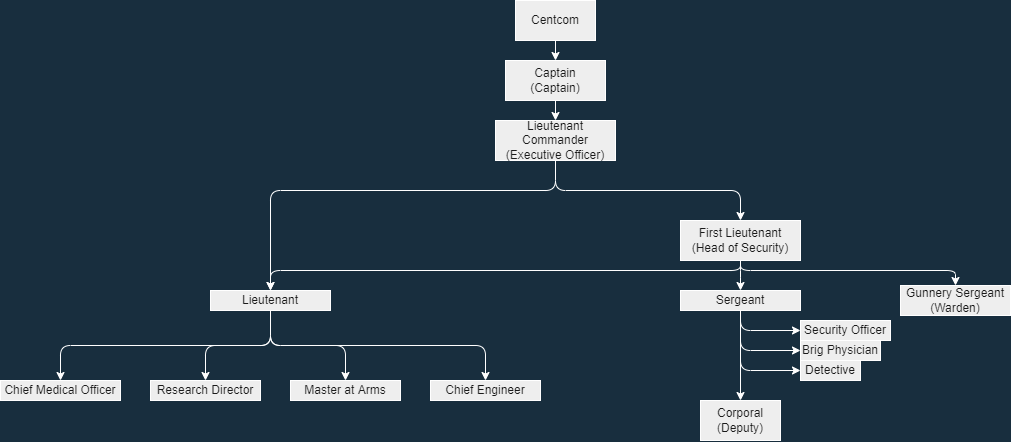 Centcom
Captain
(Captain)
Lieutenant
Commander
(Executive Officer)
First Lieutenant
(Head of Security)
Lieutenant
Sergeant
Gunnery Sergeant
(Warden)
Security Officer
Brig Physician
Detective
Chief Medical Officer
Research Director
Master at Arms
Chief Engineer
Corporal
(Deputy)